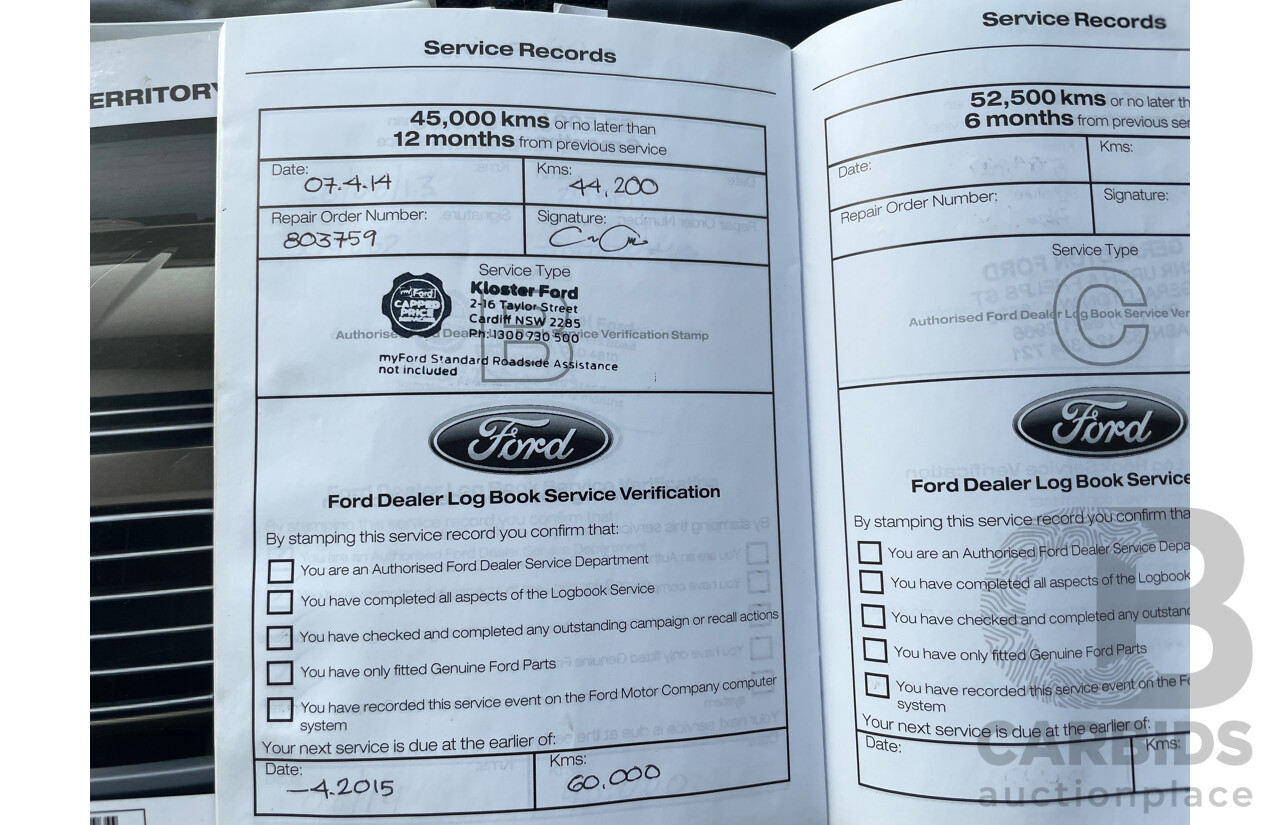 ERRITORY
Service Records
45,000 kms or no later than
12 months from previous service
Date:
07.4.14
Kms:
44,200
Repair Order Number:
803759
Signature:
Service Type
B
myFord
CAPPED
PRICE
Kloster Ford
2-16 Taylor Street
Cardiff NSW 2285
Ph: 1300 730 500
Authorised Ford Dealer Log Book Service Verification Stamp
myFord Standard Roadside Assistance
not included
Ford
Ford Dealer Log Book Service Verification
By stamping this service record you confirm that:
You are an Authorised Ford Dealer Service Department
You have completed all aspects of the Logbook Service
You have checked and completed any outstanding campaign or recall actions
You have only fitted Genuine Ford Parts
You have recorded this service event on the Ford Motor Company computer
system
Your next service is due at the earlier of:
Date:
-4.2015
Kms:
60,000
Service Records
52,500 kms or no later th
6 months from previous ser
Date:
Kms:
Repair Order Number:
Signature:
Service Type
C
Authorised Ford Dealer Log Book Service Ver
Ford
Ford Dealer Log Book Service
By stamping this service record you confirm tha
You are an Authorised Ford Dealer Service Depa
You have completed all aspects of the Logbook
You have checked and completed any outstand
You have only fitted Genuine Ford Parts
You have recorded this service event on the Fo
system
Your next service is due at the earlier of:
Date:
Kms:
CARBIDS
auctionplace